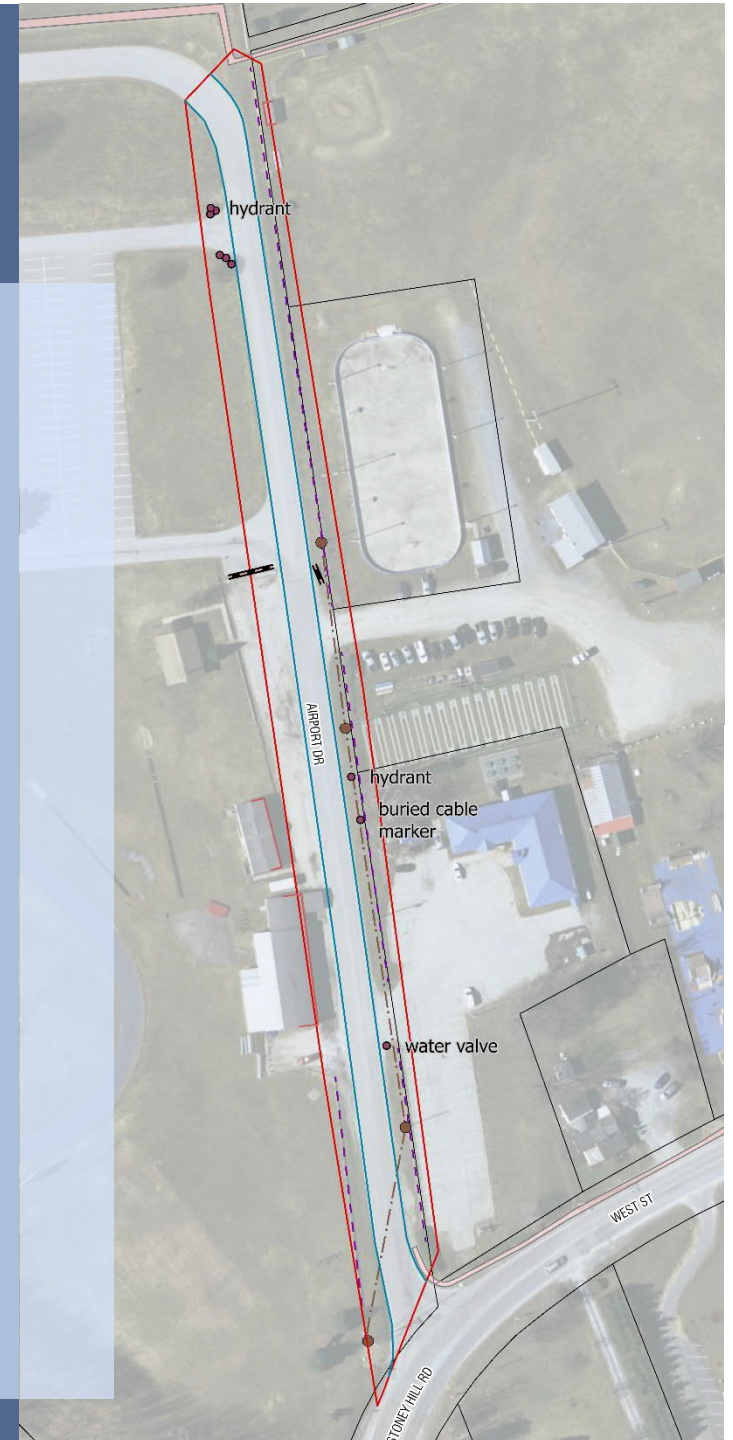 hydrant
AIRPORT DR
hydrant
buried cable
marker
water valve
WEST ST
STONEY HILL RD